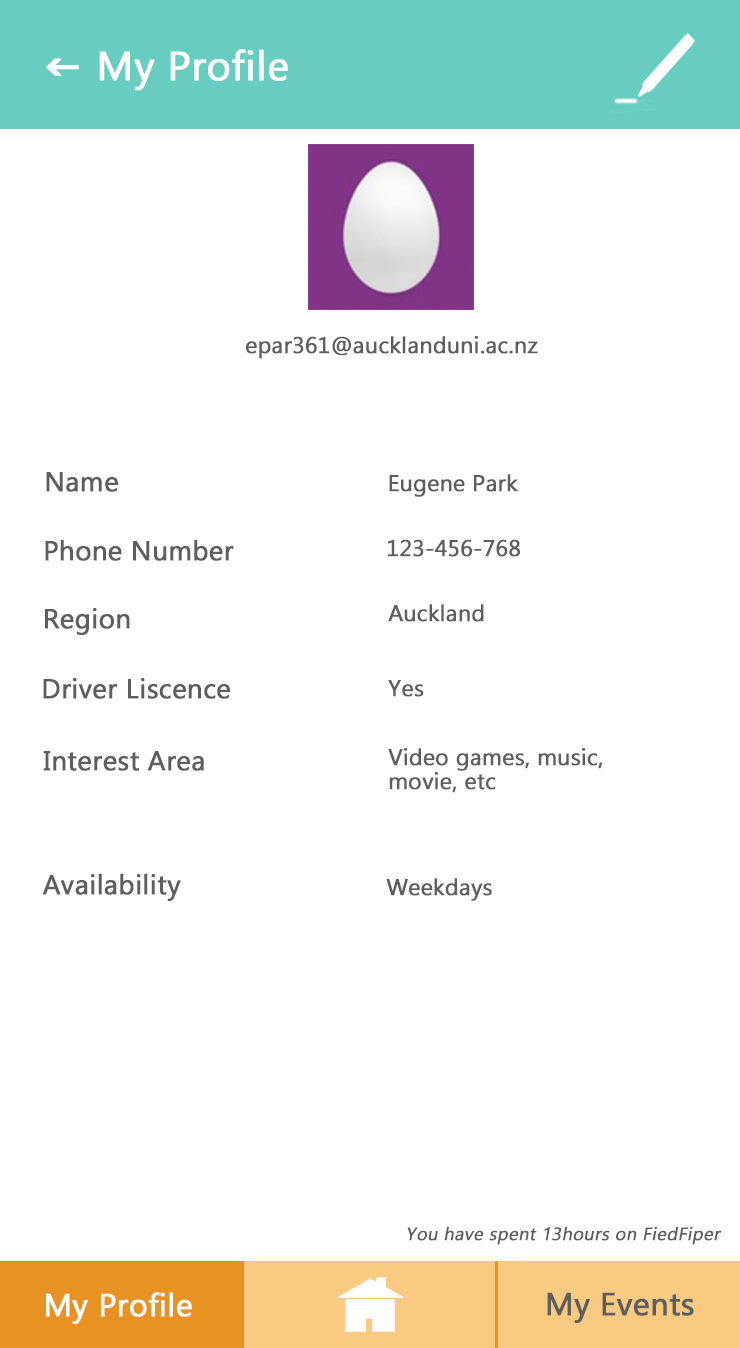 ← My Profile
epar361@aucklanduni.ac.nz
Name Eugene Park
Phone Number 123-456-768
Region Auckland
Driver Liscence Yes
Interest Area Video games, music,
movie, etc
Availability Weekdays
You have spent 13hours on FiedFiper
My Profile My Events